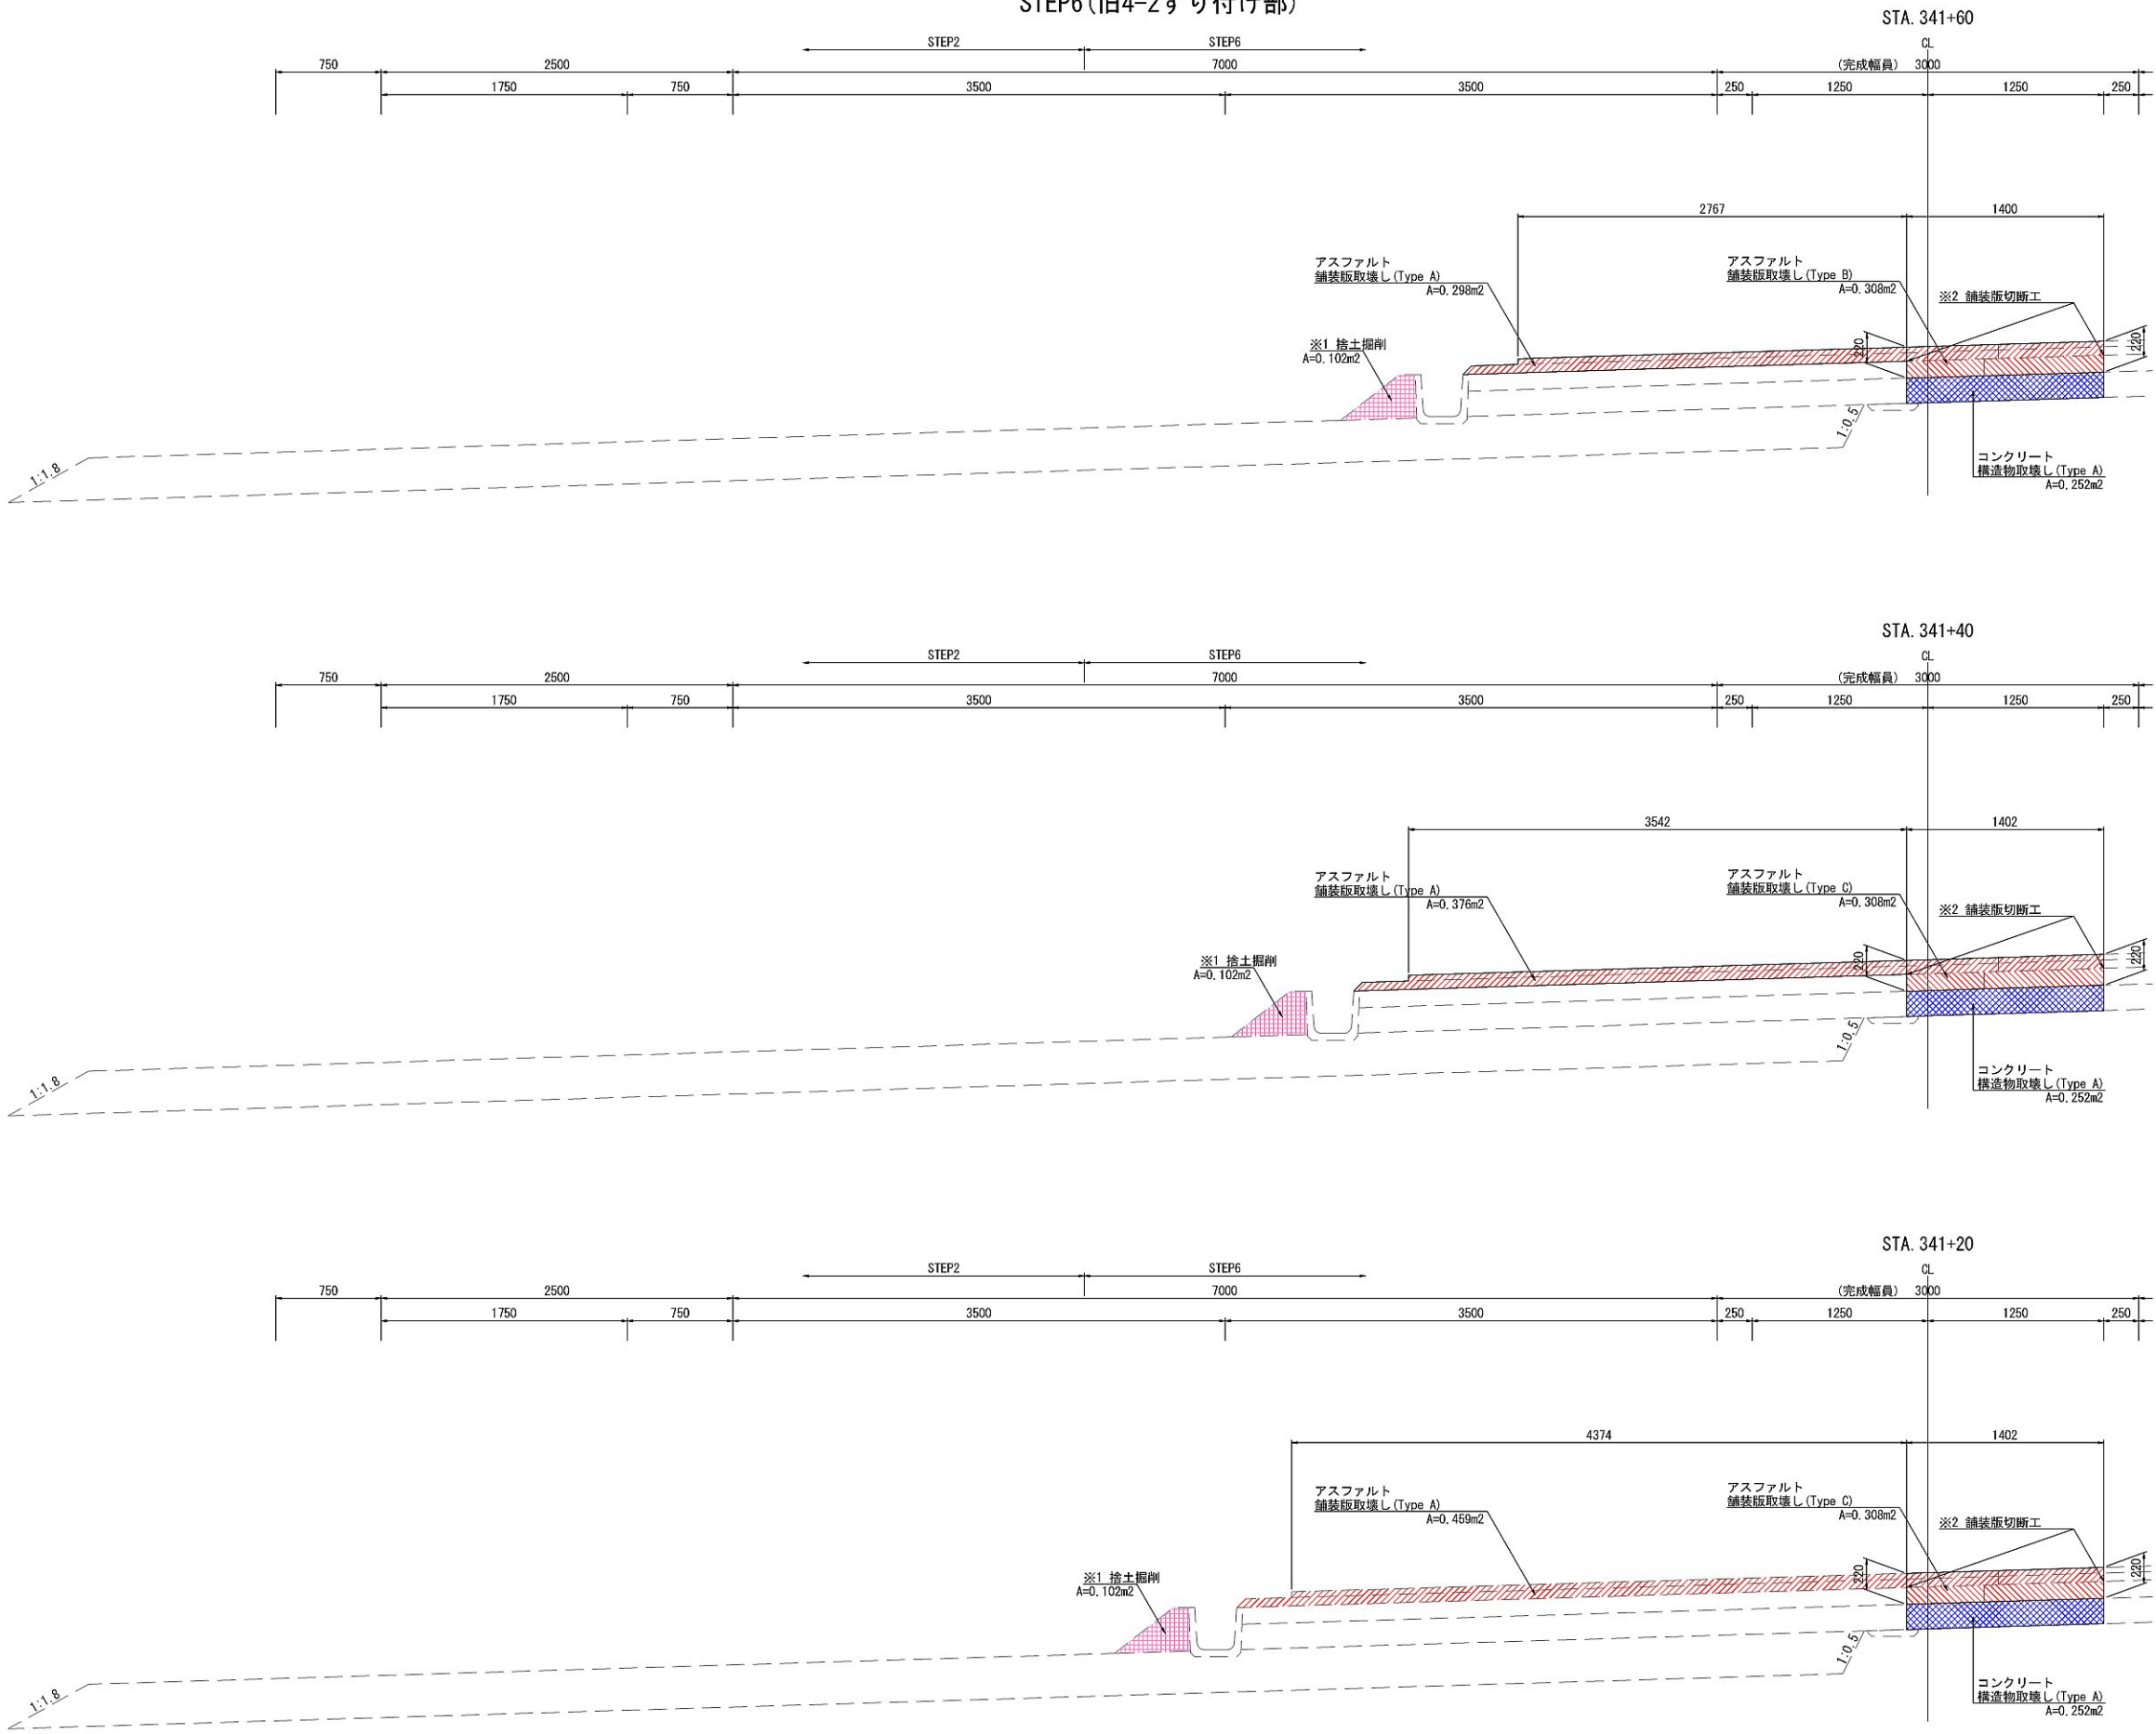 STEP6(旧4-2すり付け部)
STA. 341+60
STEP2 STEP6 CL
750 2500 7000 (完成幅員) 3000
1750 750 3500 3500 250 1250 1250 250
2767 1400
アスファルト
舗装版取壊し(Type A)
A=0.298m2
アスファルト
舗装版取壊し(Type B)
A=0.308m2
※2 舗装版切断工
※1 捨土掘削
A=0.102m2
220 220
1:0.5
1:1.8
コンクリート
構造物取壊し(Type A)
A=0.252m2
STA. 341+40
STEP2 STEP6 CL
750 2500 7000 (完成幅員) 3000
1750 750 3500 3500 250 1250 1250 250
3542 1402
アスファルト
舗装版取壊し(Type A)
A=0.376m2
アスファルト
舗装版取壊し(Type C)
A=0.308m2
※2 舗装版切断工
※1 捨土掘削
A=0.102m2
220 220
1:0.5
1:1.8
コンクリート
構造物取壊し(Type A)
A=0.252m2
STA. 341+20
STEP2 STEP6 CL
750 2500 7000 (完成幅員) 3000
1750 750 3500 3500 250 1250 1250 250
4374 1402
アスファルト
舗装版取壊し(Type A)
A=0.459m2
アスファルト
舗装版取壊し(Type C)
A=0.308m2
※2 舗装版切断工
※1 捨土掘削
A=0.102m2
220 220
1:0.5
1:1.8
コンクリート
構造物取壊し(Type A)
A=0.252m2